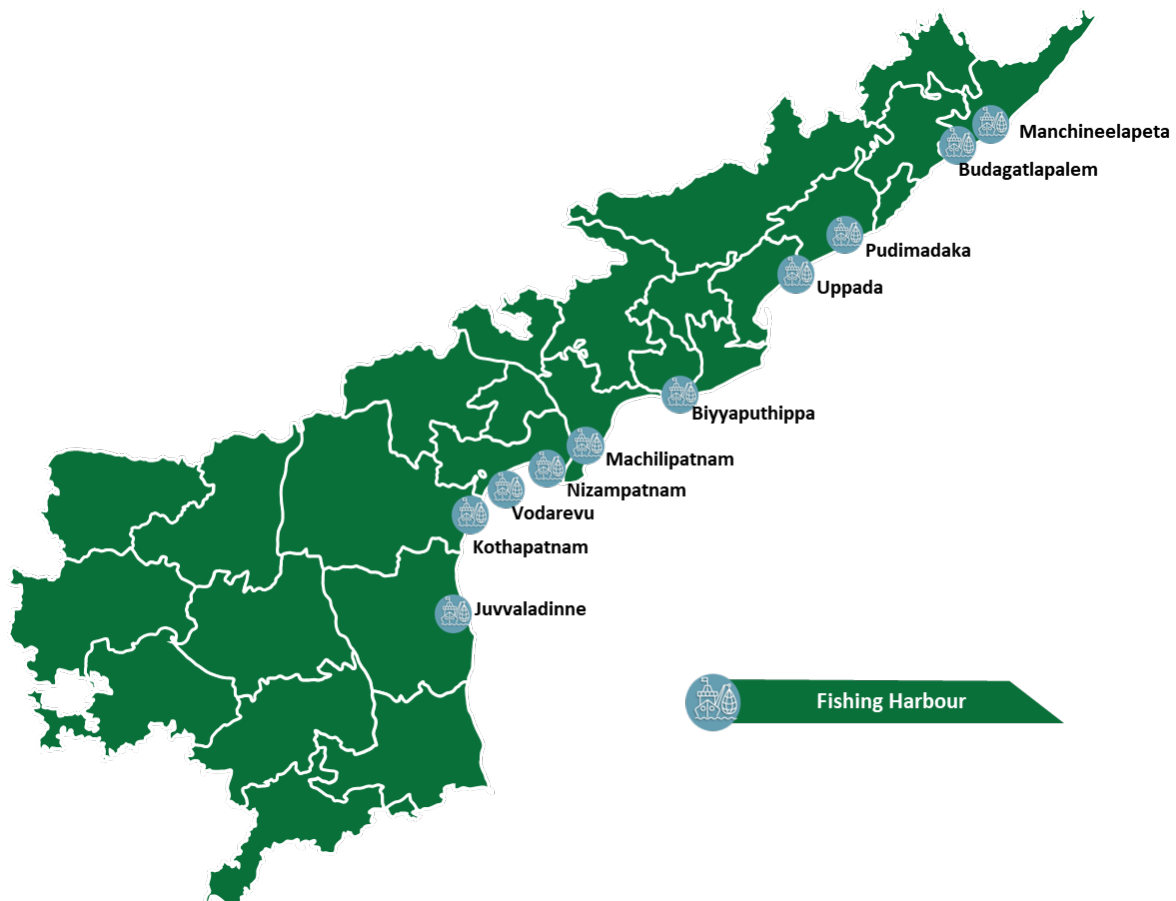 Manchineelapeta
Budagatlapalem
Pudimadaka
Uppada
Biyyaputhippa
Machilipatnam
Nizampatnam
Vodarevu
Kothapatnam
Juvvaladinne
Fishing Harbour